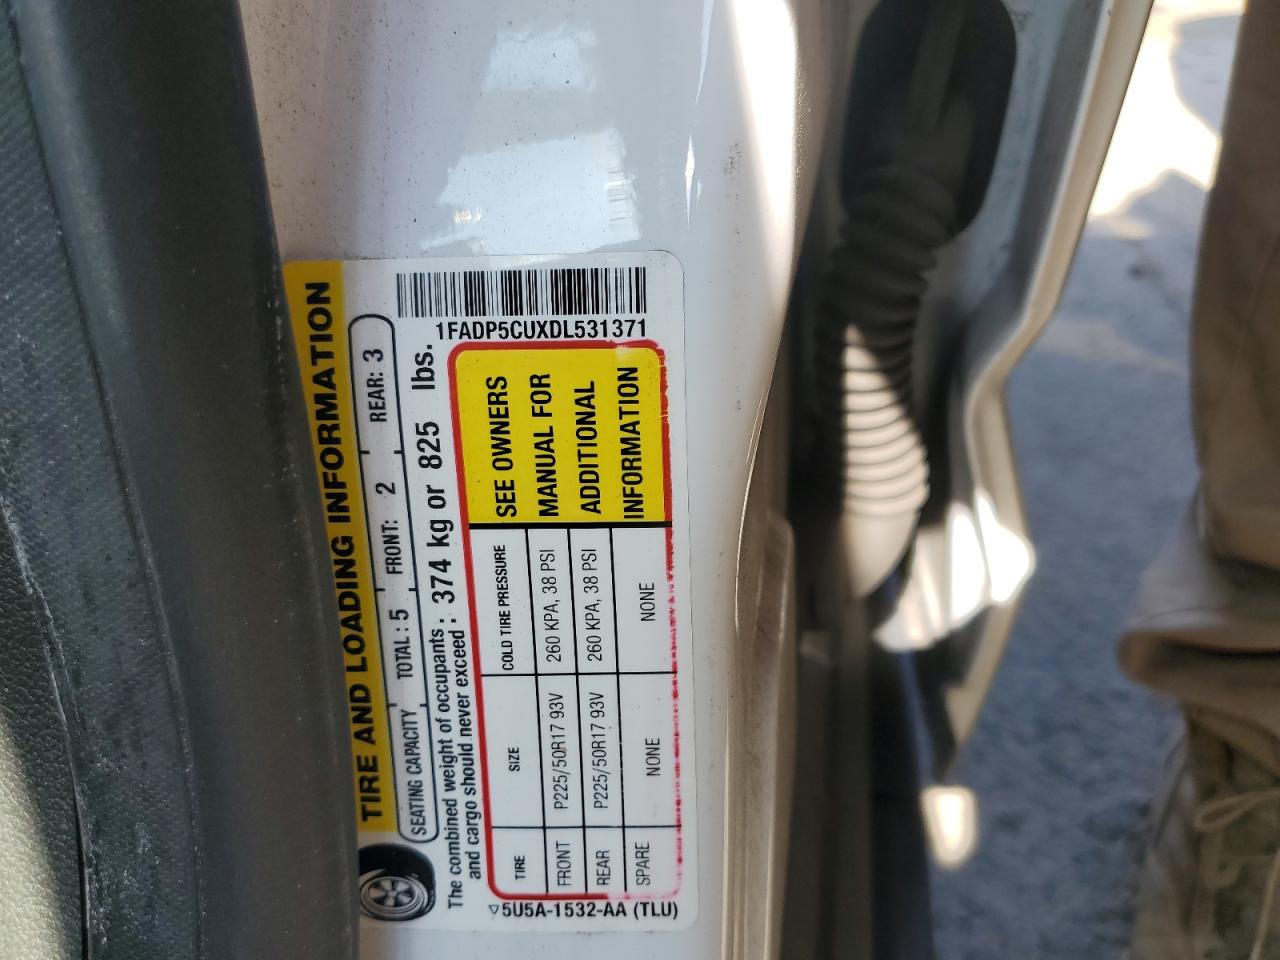 TIRE AND LOADING INFORMATION
SEATING CAPACITY TOTAL: 5 FRONT: 2 REAR: 3
The combined weight of occupants and cargo should never exceed: 374 kg or 825 lbs.
1FADP5CUXDL531371
TIRE SIZE COLD TIRE PRESSURE
FRONT P225/50R17 93V 260 KPA, 38 PSI
REAR P225/50R17 93V 260 KPA, 38 PSI
SPARE NONE NONE
SEE OWNERS
MANUAL FOR
ADDITIONAL
INFORMATION
▽5U5A-1532-AA (TLU)